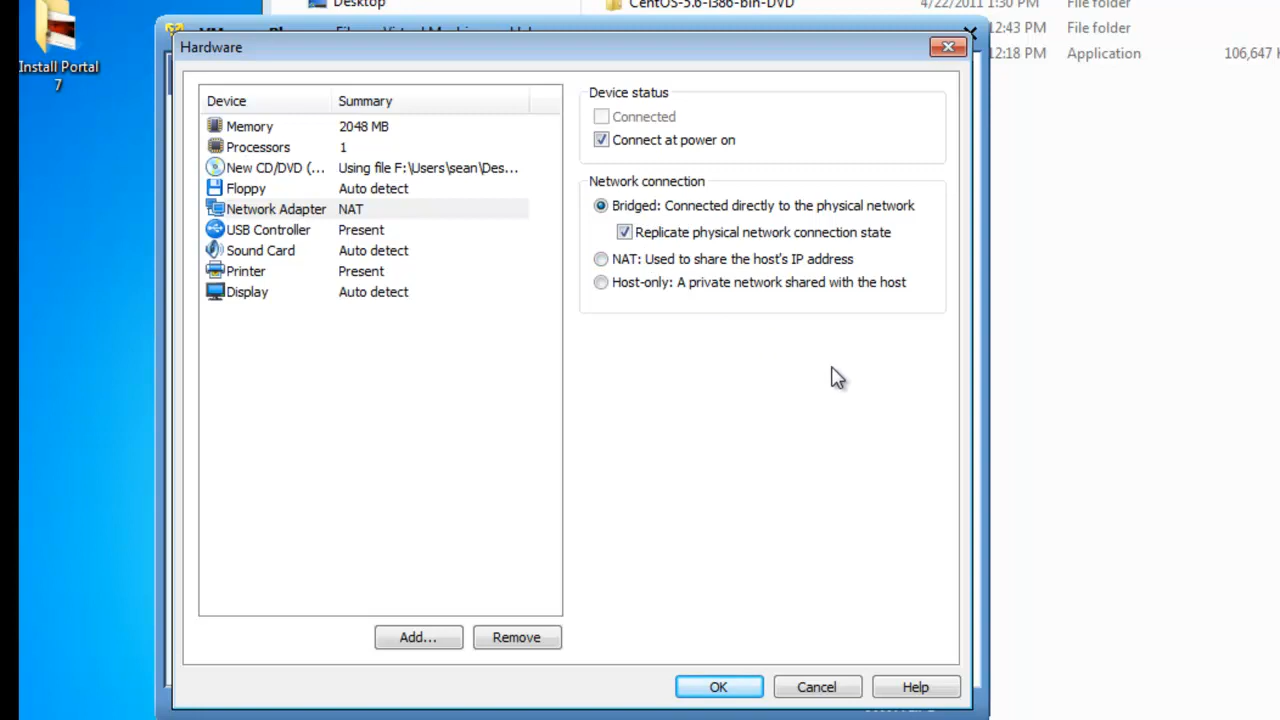 Desktop
CentOS-5.6-i386-bin-DVD
4/22/2011 1:30 PM
File folder
12:43 PM
File folder
12:18 PM
Application
106,647
Install Portal
7
Hardware
Device
Summary
Memory
2048 MB
Processors
1
New CD/DVD (...
Using file F:\Users\sean\Des...
Floppy
Auto detect
Network Adapter
NAT
USB Controller
Present
Sound Card
Auto detect
Printer
Present
Display
Auto detect
Add...
Remove
Device status
Connected
Connect at power on
Network connection
Bridged: Connected directly to the physical network
Replicate physical network connection state
NAT: Used to share the host's IP address
Host-only: A private network shared with the host
OK
Cancel
Help